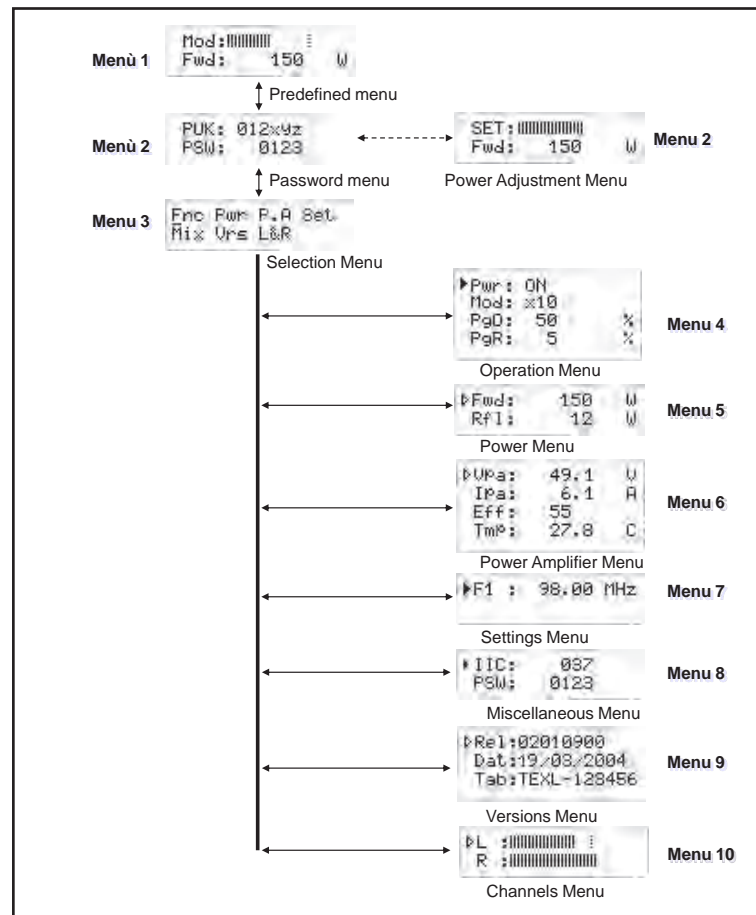 Mod:
Menù 1
Fwd: 150 W
Predefined menu
PUK: 012xyz
Menù 2
PSW: 0123
SET:
Fwd: 150 W
Menu 2
Password menu
Power Adjustment Menu
Menu 3
Fnc Pwr P.A Set
Mix Vrs L&R
Selection Menu
Pwr: ON
Mod: x10
PgD: 50 %
PgR: 5 %
Menu 4
Operation Menu
Fwd: 150 W
Rfl: 12 W
Menu 5
Power Menu
VPa: 49.1 V
IPa: 6.1 A
Eff: 55
Tmp: 27.8 C
Menu 6
Power Amplifier Menu
F1 : 98.00 MHz
Menu 7
Settings Menu
IIC: 037
PSW: 0123
Menu 8
Miscellaneous Menu
Rel:02010900
Dat:19/03/2004
Tab:TEXL-123456
Menu 9
Versions Menu
L :
R :
Menu 10
Channels Menu